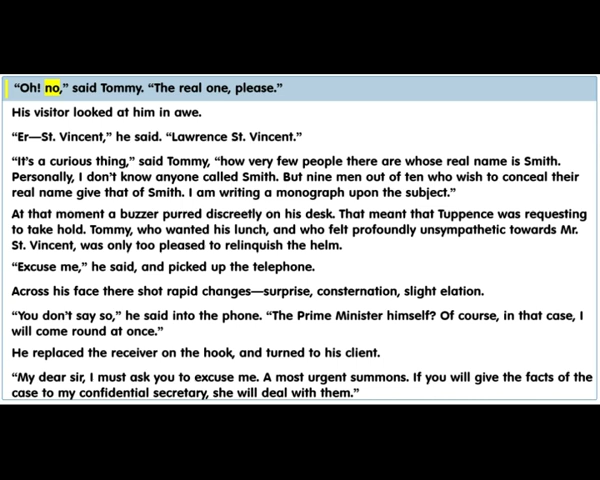 “Oh! no,” said Tommy. “The real one, please.”
His visitor looked at him in awe.
“Er—St. Vincent,” he said. “Lawrence St. Vincent.”
“It’s a curious thing,” said Tommy, “how very few people there are whose real name is Smith.
Personally, I don’t know anyone called Smith. But nine men out of ten who wish to conceal their
real name give that of Smith. I am writing a monograph upon the subject.”
At that moment a buzzer purred discreetly on his desk. That meant that Tuppence was requesting
to take hold. Tommy, who wanted his lunch, and who felt profoundly unsympathetic towards Mr.
St. Vincent, was only too pleased to relinquish the helm.
“Excuse me,” he said, and picked up the telephone.
Across his face there shot rapid changes—surprise, consternation, slight elation.
“You don’t say so,” he said into the phone. “The Prime Minister himself? Of course, in that case, I
will come round at once.”
He replaced the receiver on the hook, and turned to his client.
“My dear sir, I must ask you to excuse me. A most urgent summons. If you will give the facts of the
case to my confidential secretary, she will deal with them.”